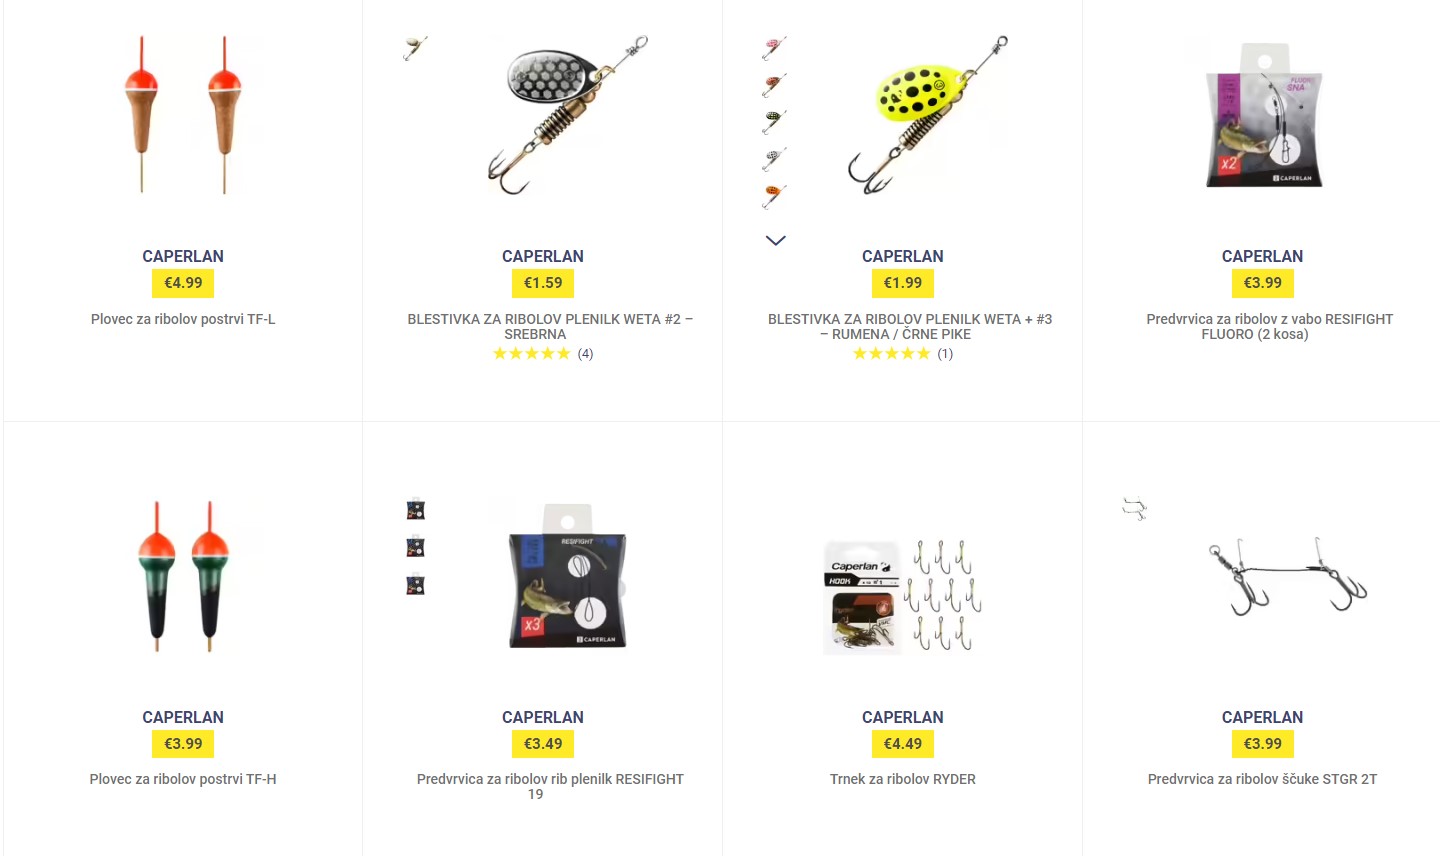 FLUORO
SNA
x2
CAPERLAN
CAPERLAN
€4.99
Plovec za ribolov postrvi TF-L
CAPERLAN
€1.59
BLESTIVKA ZA RIBOLOV PLENILK WETA #2 –
SREBRNA
(4)
CAPERLAN
€1.99
BLESTIVKA ZA RIBOLOV PLENILK WETA + #3
– RUMENA / ČRNE PIKE
(1)
CAPERLAN
€3.99
Predvrvica za ribolov z vabo RESIFIGHT
FLUORO (2 kosa)
RESIFIGHT
x3
CAPERLAN
Caperlan
HOOK
CAPERLAN
€3.99
Plovec za ribolov postrvi TF-H
CAPERLAN
€3.49
Predvrvica za ribolov rib plenilk RESIFIGHT
19
CAPERLAN
€4.49
Trnek za ribolov RYDER
CAPERLAN
€3.99
Predvrvica za ribolov ščuke STGR 2T